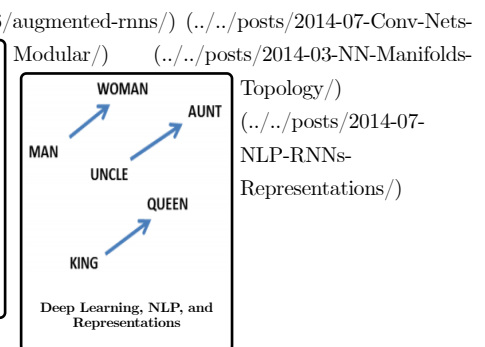 /augmented-rnns/) (../../posts/2014-07-Conv-Nets-
Modular/) (../../posts/2014-03-NN-Manifolds-
Topology/)
(../../posts/2014-07-
NLP-RNNs-
Representations/)
WOMAN
AUNT
MAN
UNCLE
QUEEN
KING
Deep Learning, NLP, and
Representations